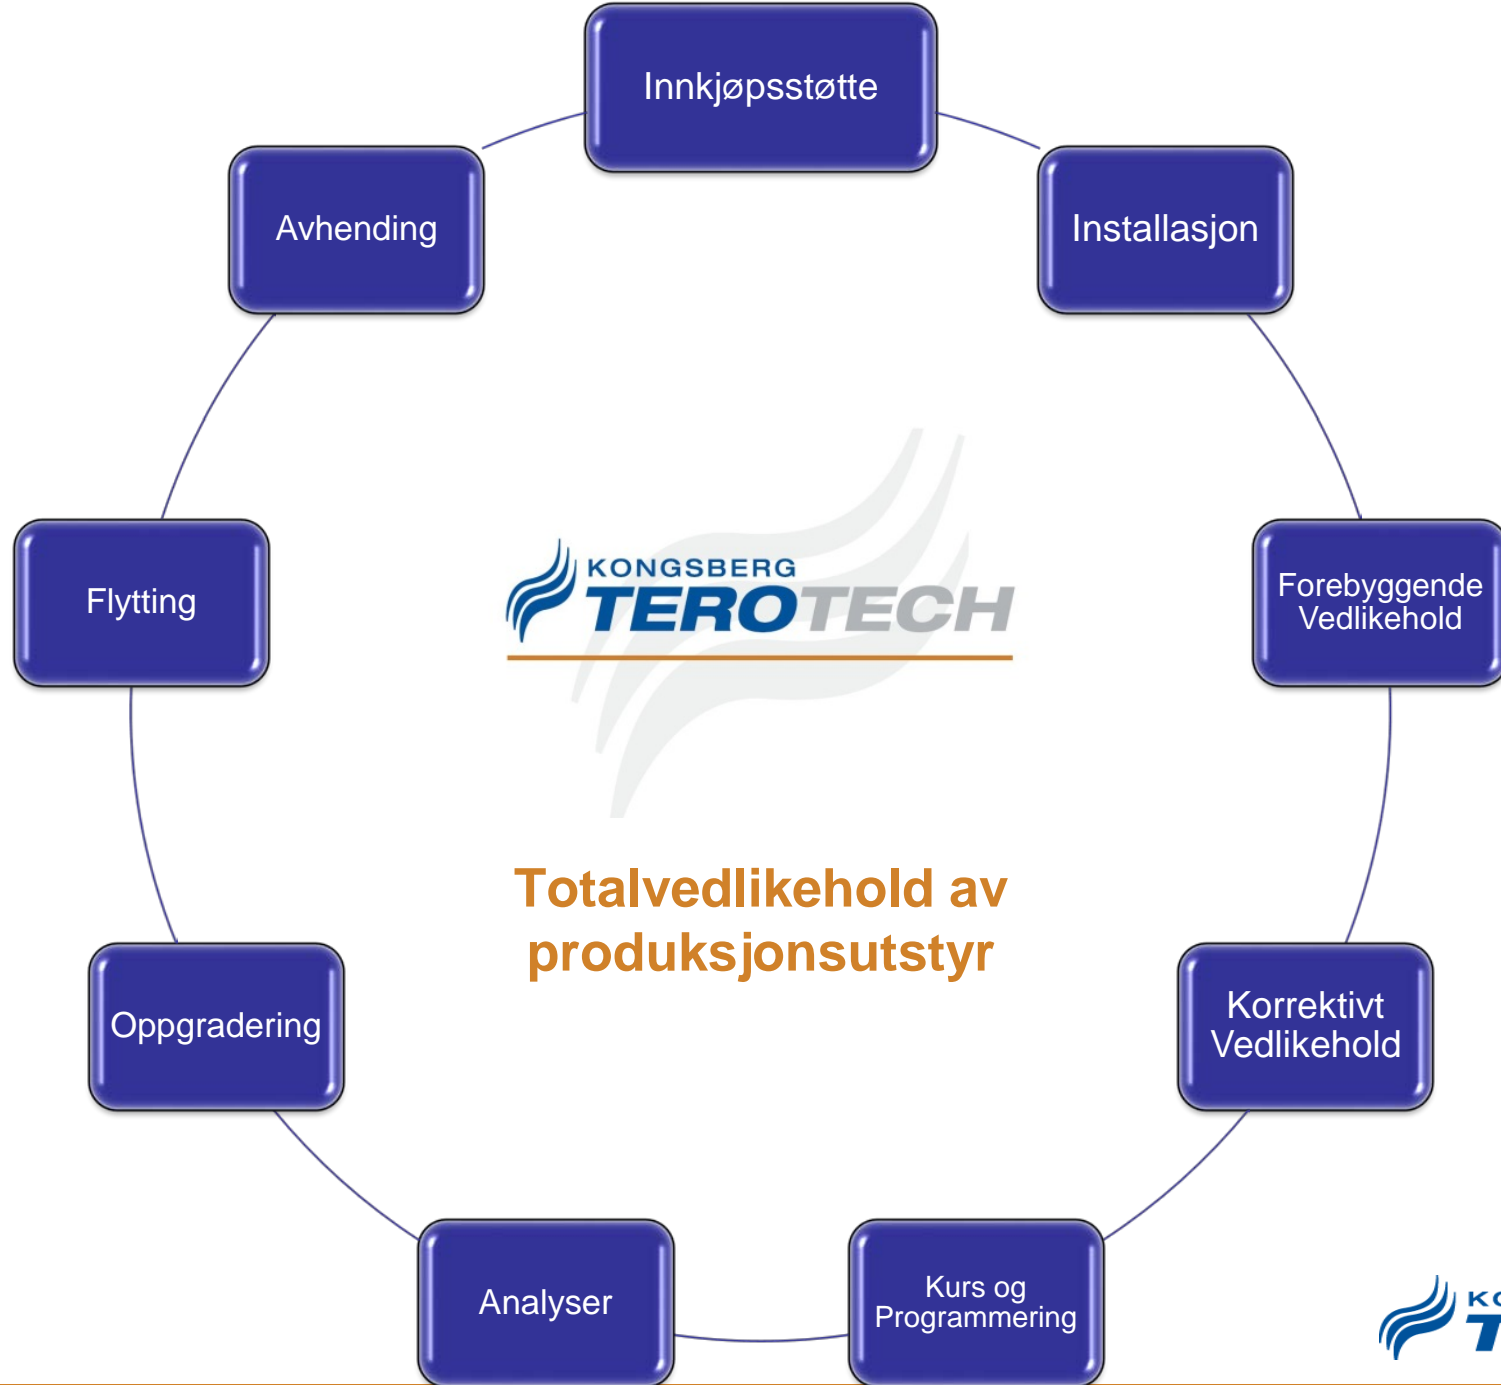 Innkjøpsstøtte
Installasjon
Forebyggende
Vedlikehold
Korrektivt
Vedlikehold
Kurs og
Programmering
Analyser
Oppgradering
Flytting
Avhending
KONGSBERG
TEROTECH
Totalvedlikehold av
produksjonsutstyr